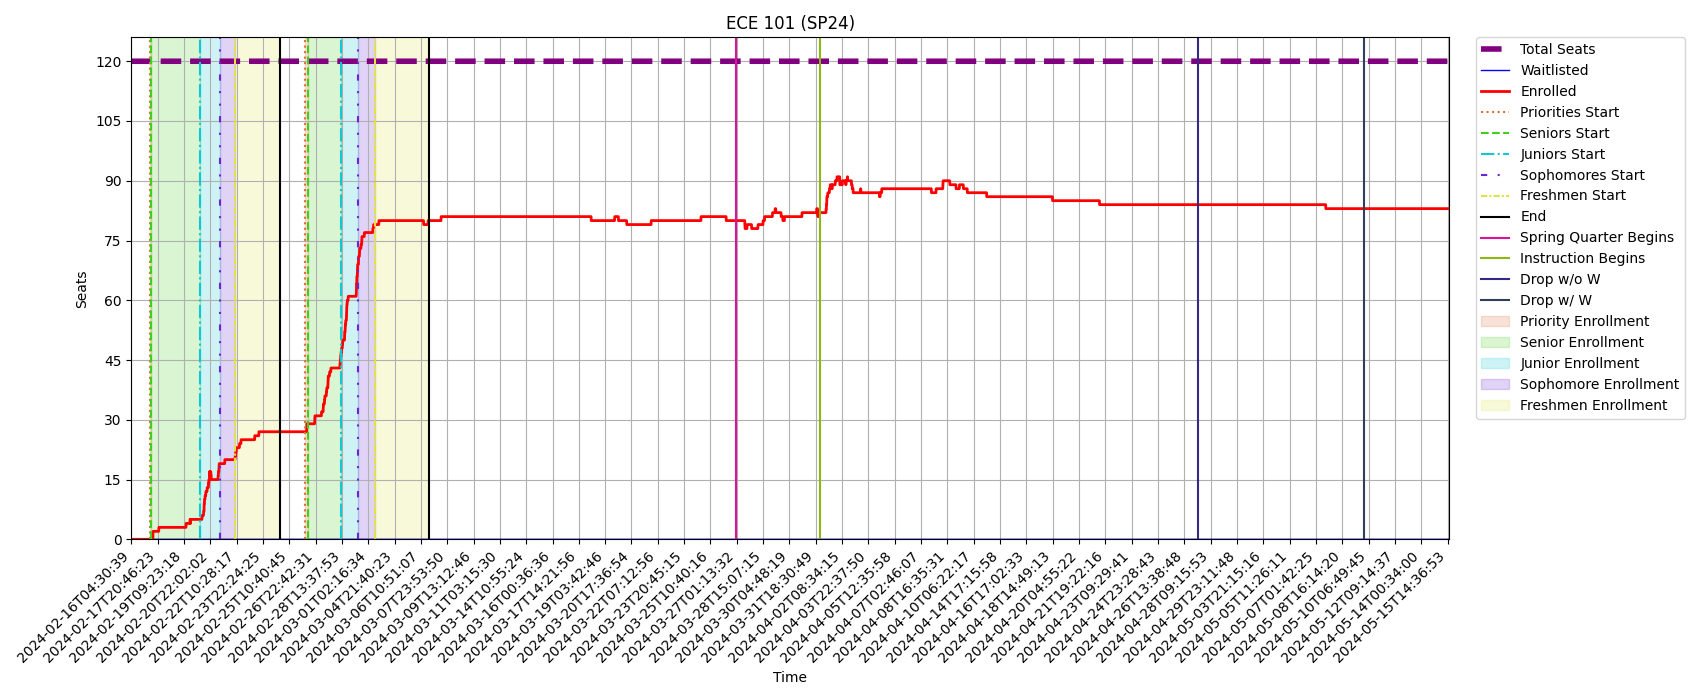 ECE 101 (SP24)
Seats
120
105
90
75
60
45
30
15
0
2024-02-16T04:30:39
2024-02-17T20:46:23
2024-02-19T09:23:18
2024-02-20T22:02:02
2024-02-22T10:28:17
2024-02-23T22:24:25
2024-02-25T10:40:45
2024-02-26T22:42:31
2024-02-28T13:37:53
2024-03-01T02:16:34
2024-03-04T21:40:23
2024-03-06T10:51:07
2024-03-07T23:53:50
2024-03-09T13:12:46
2024-03-11T03:15:30
2024-03-14T10:55:24
2024-03-16T00:36:36
2024-03-17T14:21:56
2024-03-19T03:42:46
2024-03-20T17:36:54
2024-03-22T07:12:56
2024-03-23T20:45:15
2024-03-25T10:40:16
2024-03-27T01:13:32
2024-03-28T15:07:15
2024-03-30T04:48:19
2024-03-31T18:30:49
2024-04-02T08:34:15
2024-04-03T22:37:50
2024-04-05T12:35:58
2024-04-07T02:46:07
2024-04-08T16:35:31
2024-04-10T06:22:17
2024-04-14T17:15:58
2024-04-16T17:02:33
2024-04-18T14:49:13
2024-04-20T04:55:22
2024-04-21T19:22:16
2024-04-23T09:29:41
2024-04-24T23:28:43
2024-04-26T13:38:48
2024-04-28T09:15:53
2024-04-29T23:11:48
2024-05-03T21:15:16
2024-05-05T11:26:11
2024-05-07T01:42:25
2024-05-08T16:14:20
2024-05-10T06:49:45
2024-05-12T09:14:37
2024-05-14T00:34:00
2024-05-15T14:36:53
Time
Total Seats
Waitlisted
Enrolled
Priorities Start
Seniors Start
Juniors Start
Sophomores Start
Freshmen Start
End
Spring Quarter Begins
Instruction Begins
Drop w/o W
Drop w/ W
Priority Enrollment
Senior Enrollment
Junior Enrollment
Sophomore Enrollment
Freshmen Enrollment